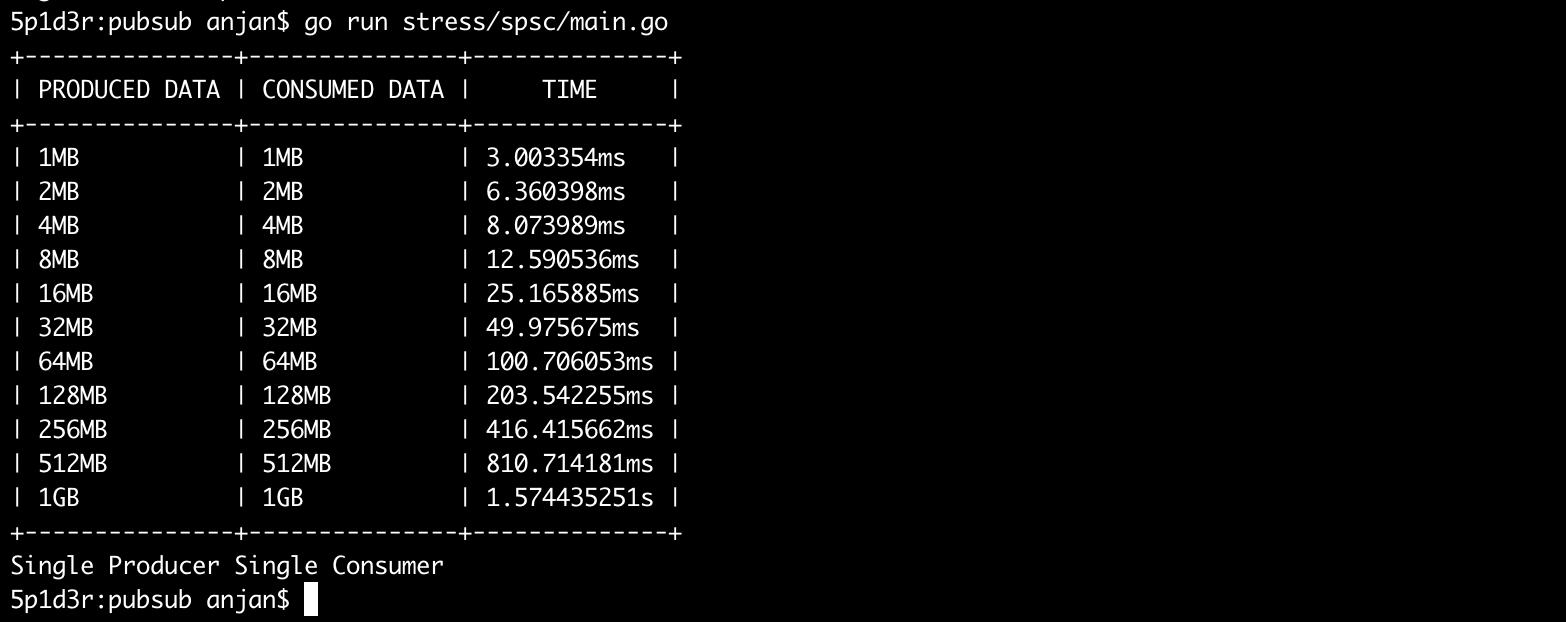 5p1d3r:pubsub anjan$ go run stress/spsc/main.go
+---------------+---------------+--------------+
| PRODUCED DATA | CONSUMED DATA |     TIME     |
+---------------+---------------+--------------+
| 1MB           | 1MB           | 3.003354ms   |
| 2MB           | 2MB           | 6.360398ms   |
| 4MB           | 4MB           | 8.073989ms   |
| 8MB           | 8MB           | 12.590536ms  |
| 16MB          | 16MB          | 25.165885ms  |
| 32MB          | 32MB          | 49.975675ms  |
| 64MB          | 64MB          | 100.706053ms |
| 128MB         | 128MB         | 203.542255ms |
| 256MB         | 256MB         | 416.415662ms |
| 512MB         | 512MB         | 810.714181ms |
| 1GB           | 1GB           | 1.574435251s |
+---------------+---------------+--------------+
Single Producer Single Consumer
5p1d3r:pubsub anjan$